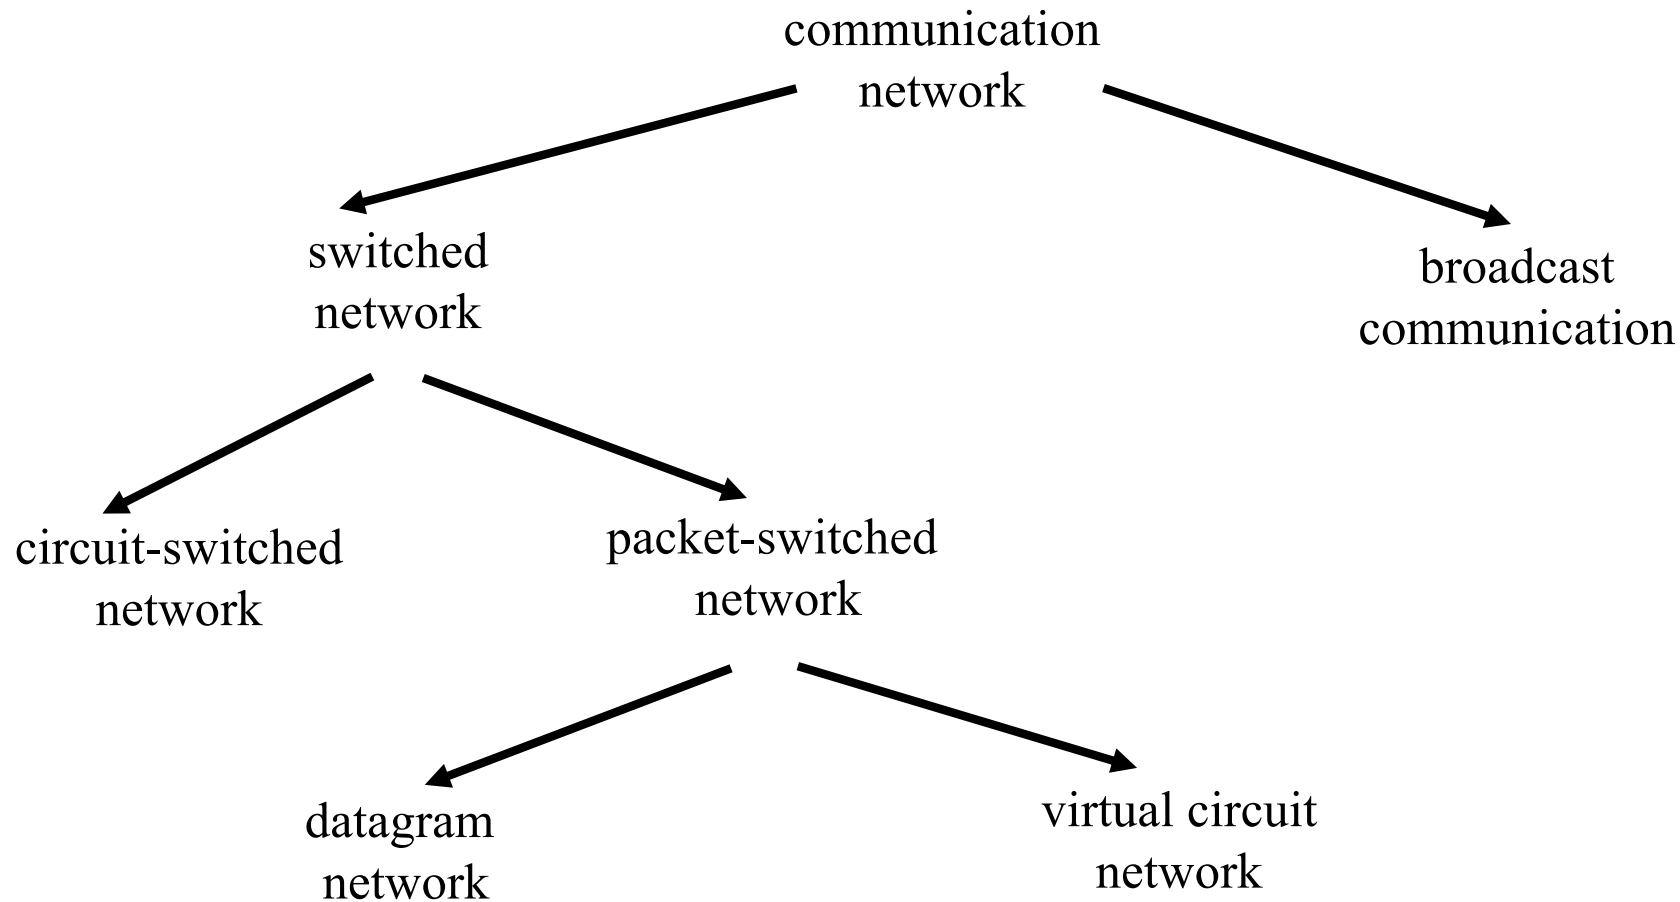 communication
network
switched
network
broadcast
communication
circuit-switched
network
packet-switched
network
datagram
network
virtual circuit
network